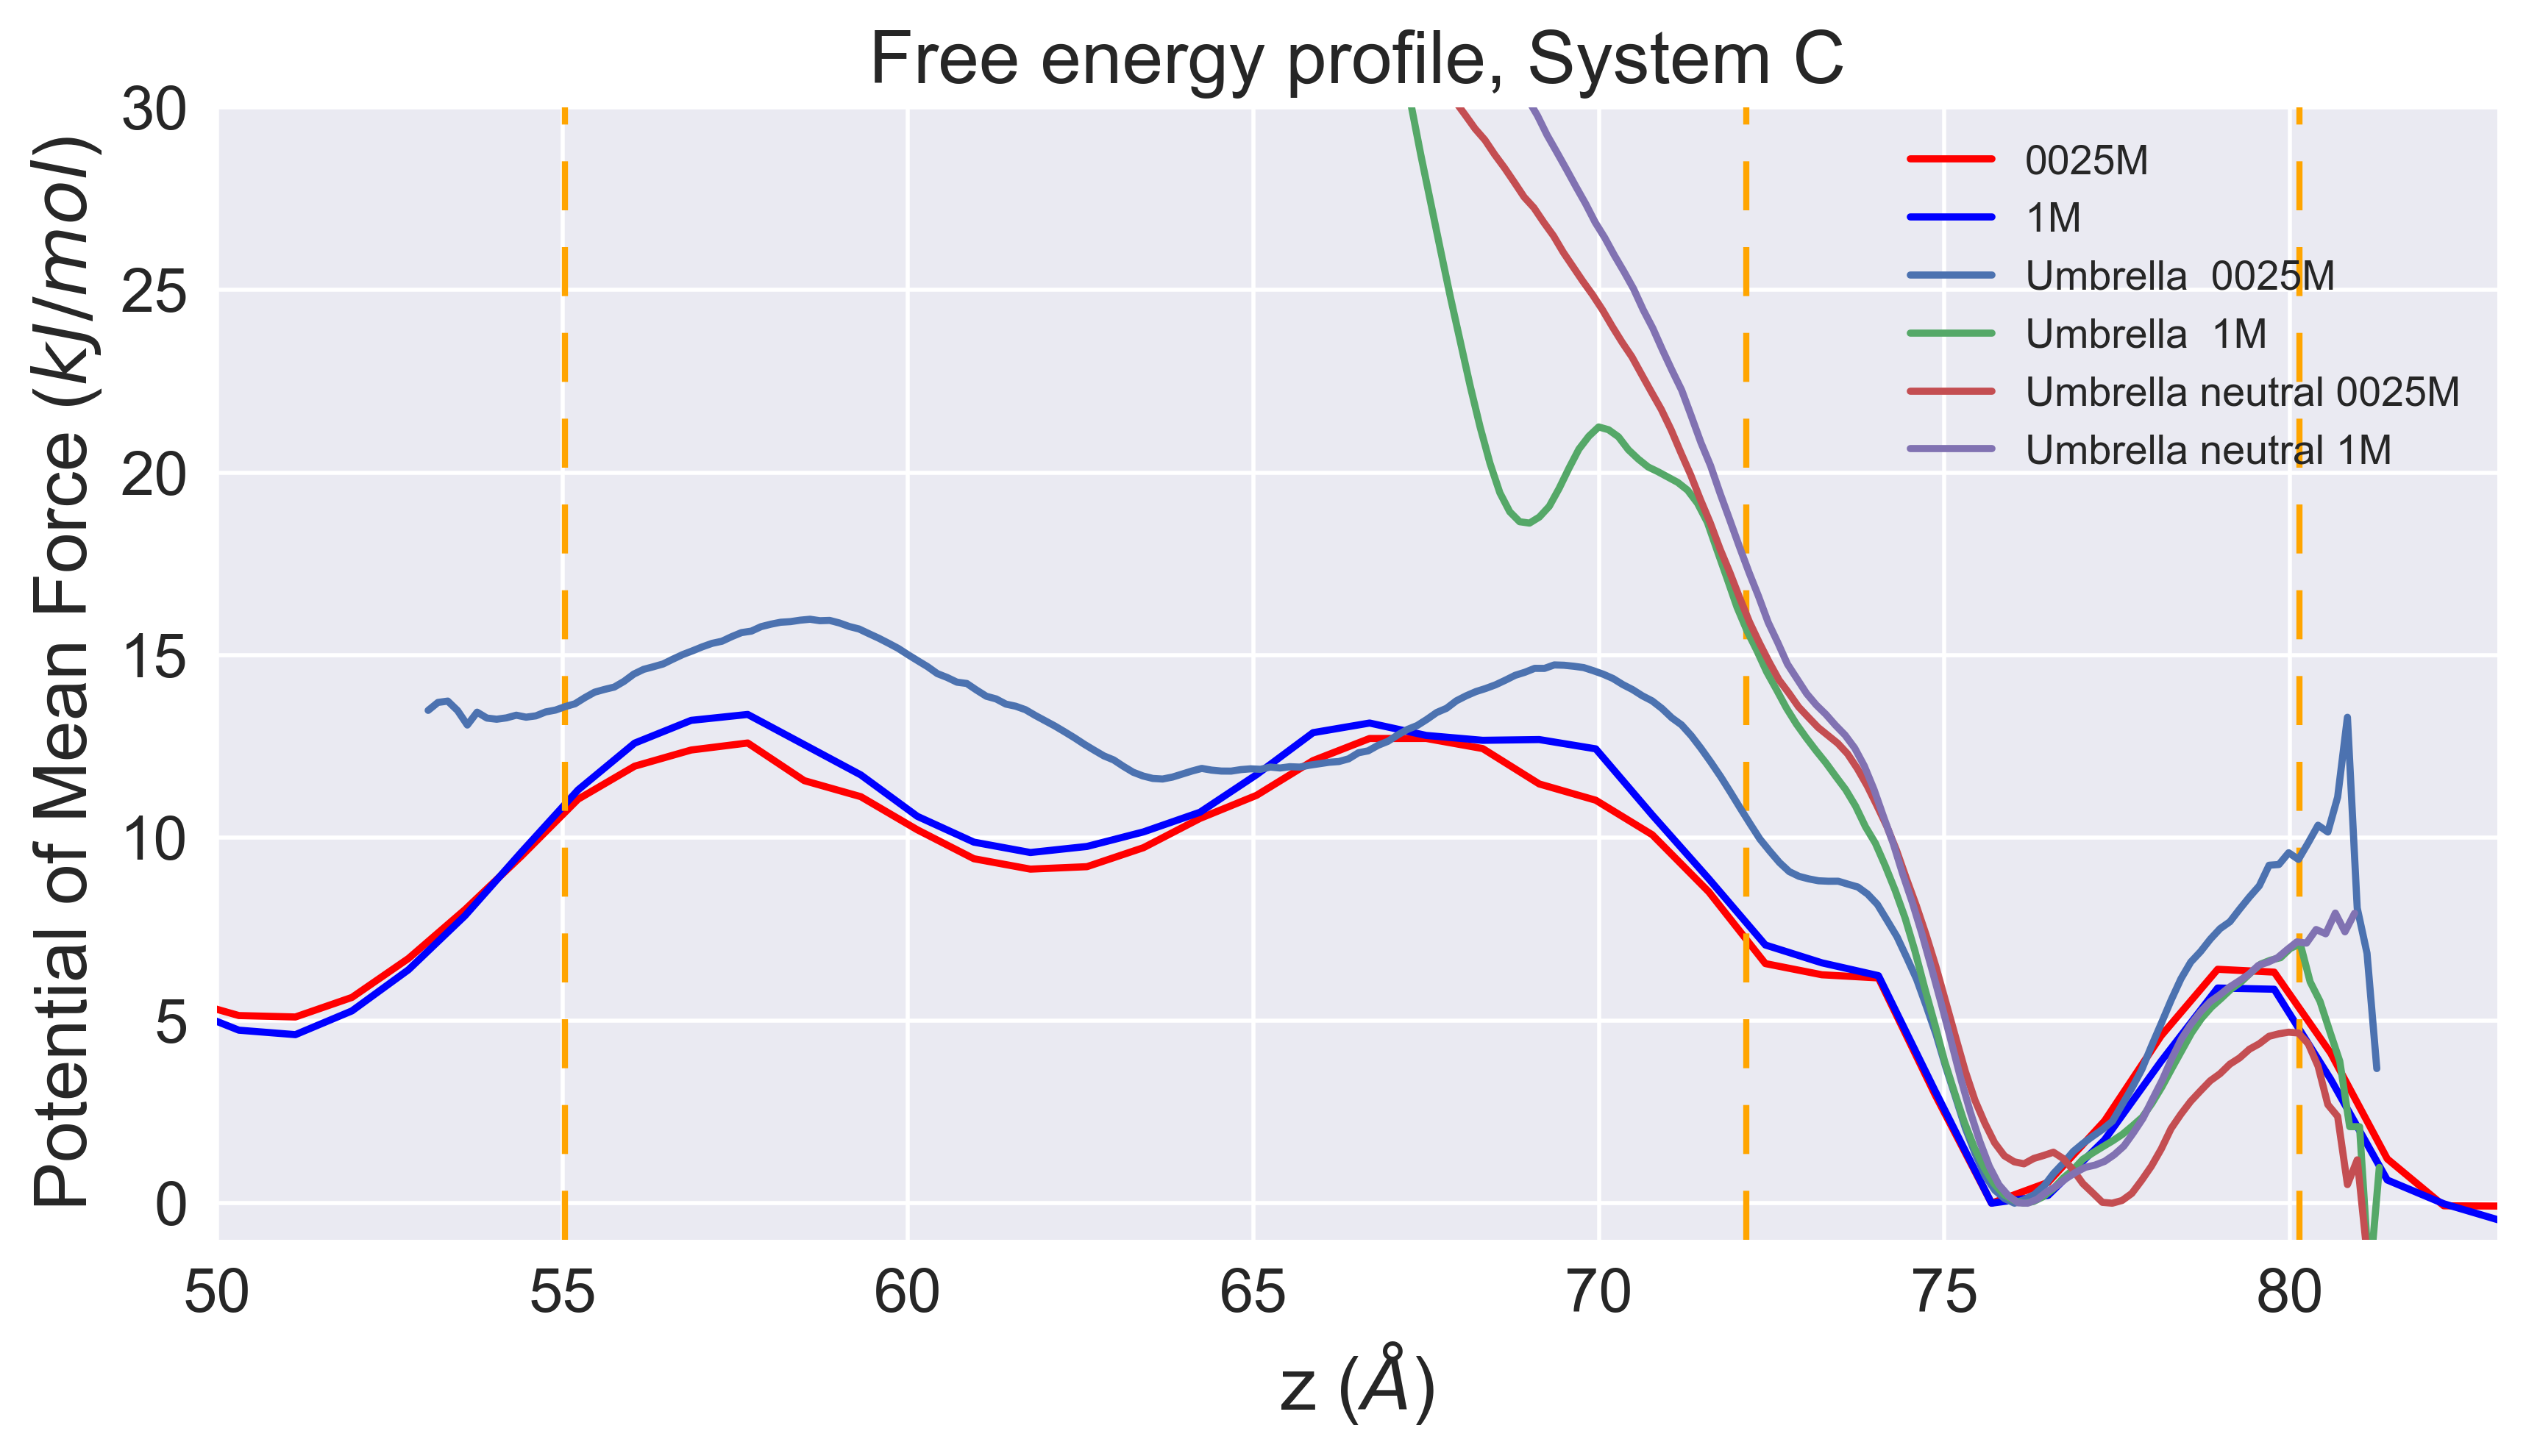 Free energy profile, System C
Potential of Mean Force (kJ/mol)
30
25
20
15
10
5
0
0025M
1M
Umbrella  0025M
Umbrella  1M
Umbrella neutral 0025M
Umbrella neutral 1M
50 55 60 65 70 75 80
z (Å)